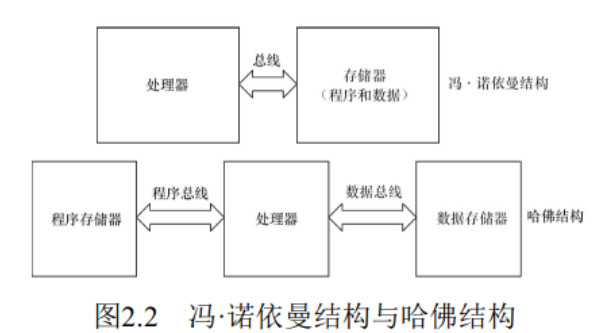 处理器
总线
存储器
（程序和数据）
冯·诺依曼结构
程序存储器
程序总线
处理器
数据总线
数据存储器
哈佛结构
图2.2 冯·诺依曼结构与哈佛结构